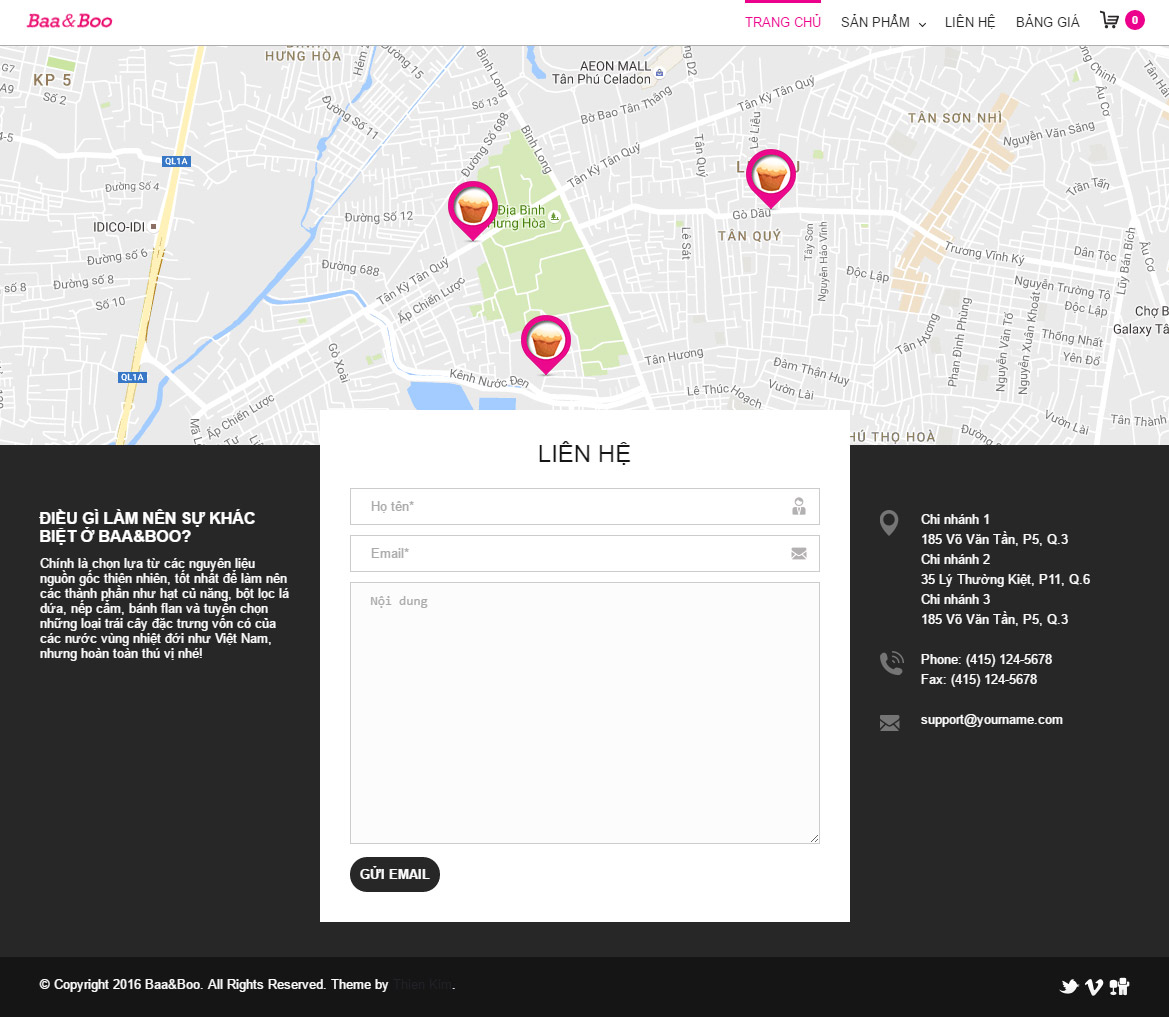 Baa&Boo
TRANG CHỦ
SẢN PHẨM
LIÊN HỆ
BẢNG GIÁ
0
HƯNG HÒA
KP 5
G7
Số 2
Hẻm
Đường 15
Đường Số 11
Bình Long
Số 13
Đường Số 688
AEON MALL
Tân Phú Celadon
D2
Bờ Bao Tân Thắng
Tân Kỳ Tân Quý
Lê Liễu
Tân Quý
TÂN SƠN NHÌ
Nguyễn Văn Săng
Chinh
Âu Cơ
QL1A
Bình Long
Tân Kỳ Tân Quý
Đường Số 4
IDICO-IDI
Đường Số 12
Địa Bình
Hưng Hòa
Gò Dầu
TÂN QUÝ
Trần Tấn
Lê Sát
Tây Sơn
Nguyễn Háo Vĩnh
Trương Vĩnh Ký
Dân Tộc
Lũy Bán Bích
Âu Cơ
Đường số 6
Đường số 8
số 8
Số 10
Đường 688
Tân Kỳ Tân Quý
Ấp Chiến Lược
Độc Lập
Nguyễn Trường Tộ
Độc Lập
Chợ B
Galaxy Tâ
Tân Hương
Phan Đình Phùng
Nguyễn Văn Tố
Nguyễn Xuân Khoát
Thống Nhất
Yên Đổ
Gò Xoài
QL1A
Kênh Nước Đen
Tân Hương
Đàm Thận Huy
Lê Thúc Hoạch
Vườn Lài
Vườn Lài
Tân Thành
Ấp Chiến Lược
Mã Lò
HÚ THỌ HOÀ
LIÊN HỆ
Họ tên*
Email*
Nội dung
GỬI EMAIL
ĐIỀU GÌ LÀM NÊN SỰ KHÁC
BIỆT Ở BAA&BOO?
Chính là chọn lựa từ các nguyên liệu
nguồn gốc thiên nhiên, tốt nhất để làm nên
các thành phần như hạt củ năng, bột lọc lá
dứa, nếp cẩm, bánh flan và tuyển chọn
những loại trái cây đặc trưng vốn có của
các nước vùng nhiệt đới như Việt Nam,
nhưng hoàn toàn thú vị nhé!
Chi nhánh 1
185 Võ Văn Tần, P5, Q.3
Chi nhánh 2
35 Lý Thường Kiệt, P11, Q.6
Chi nhánh 3
185 Võ Văn Tần, P5, Q.3
Phone: (415) 124-5678
Fax: (415) 124-5678
support@yourname.com
© Copyright 2016 Baa&Boo. All Rights Reserved. Theme by Thien Kim.